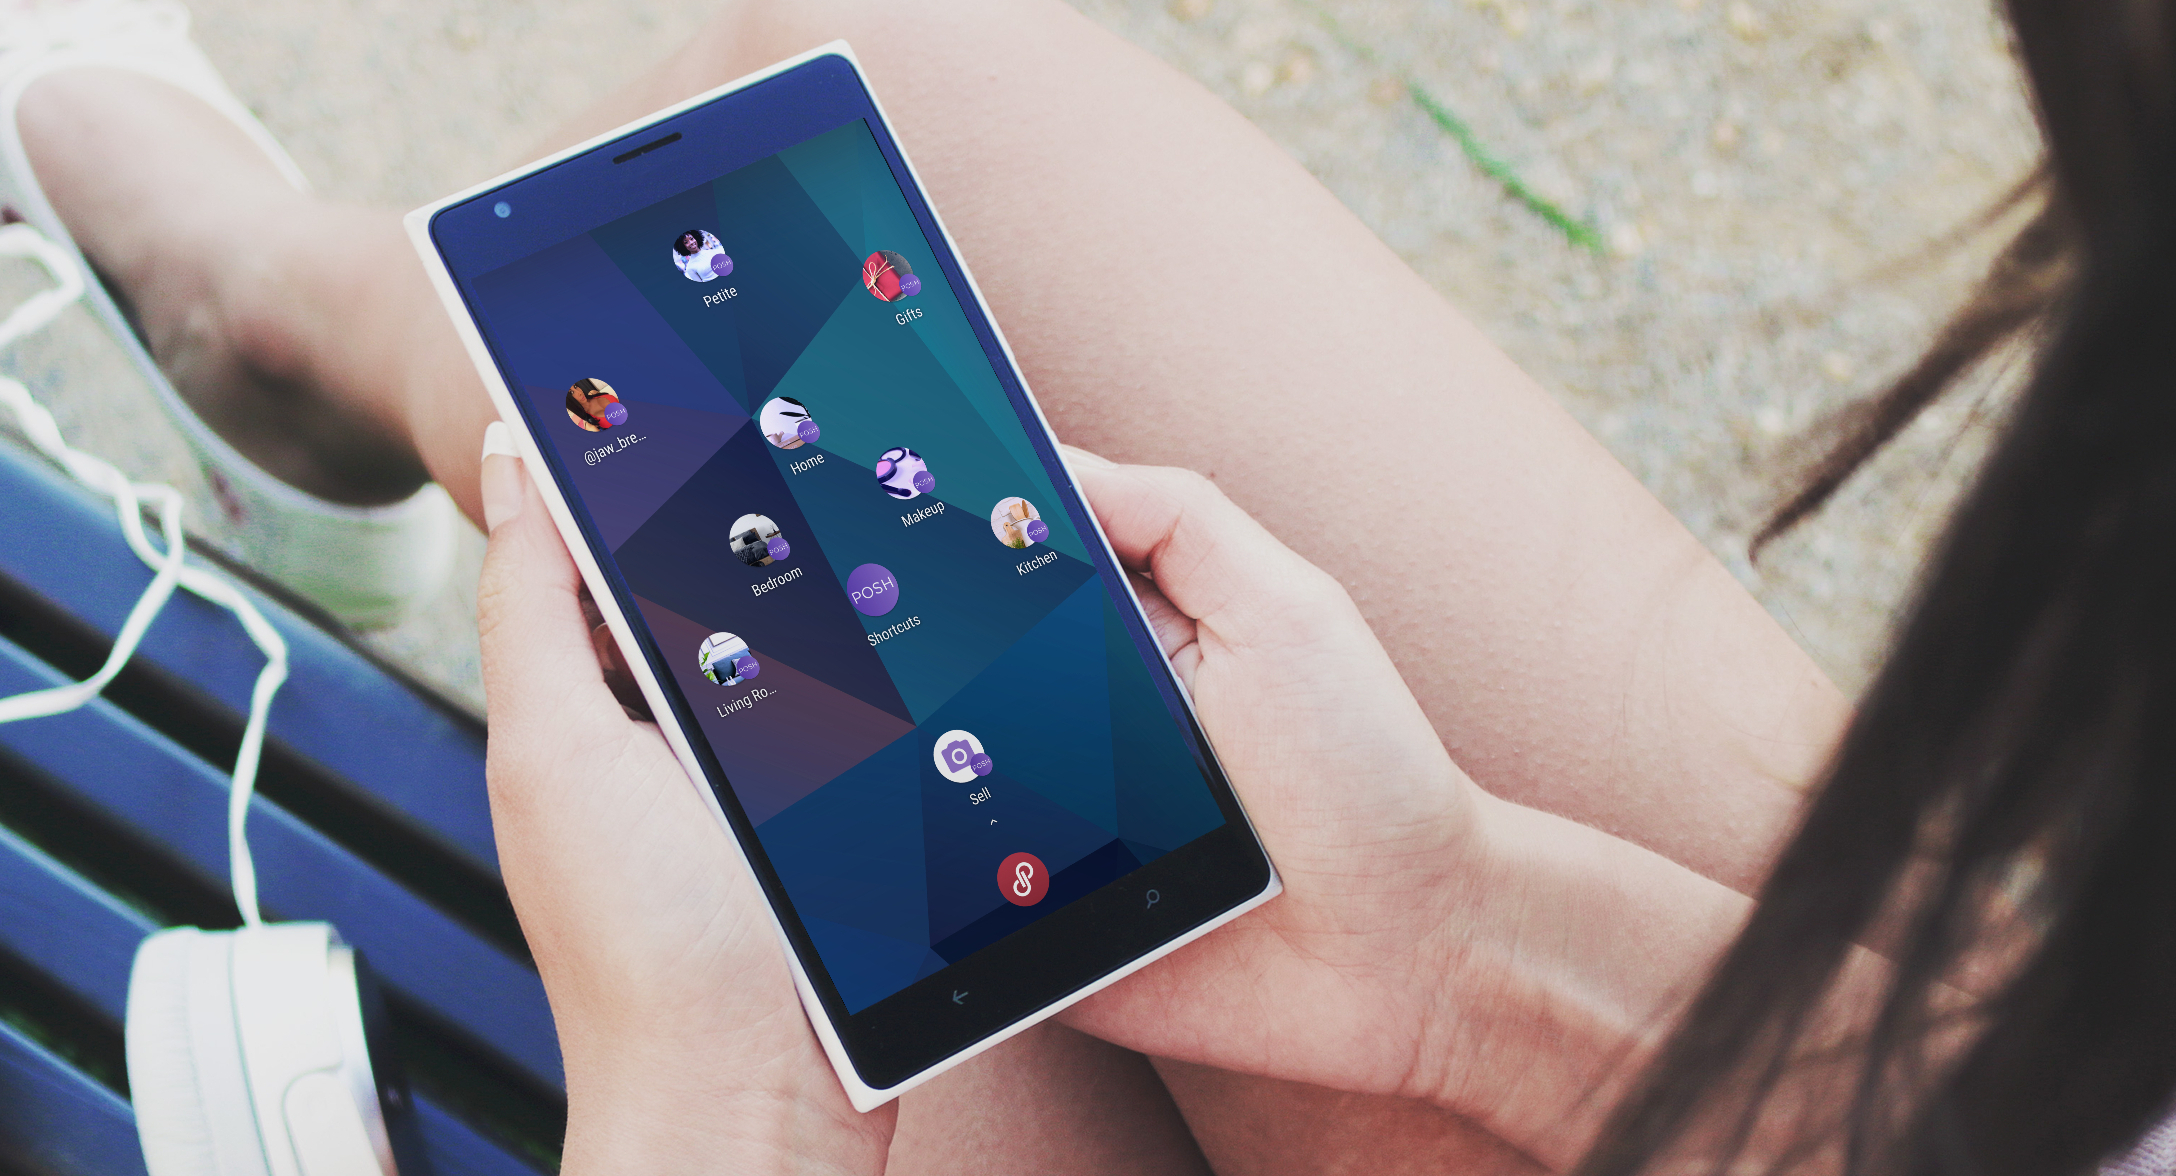 POSH
Petite
POSH
Gifts
POSH
@jaw_bre...
POSH
Home
POSH
Makeup
POSH
Kitchen
POSH
Bedroom
POSH
Shortcuts
POSH
Living Ro...
POSH
Sell